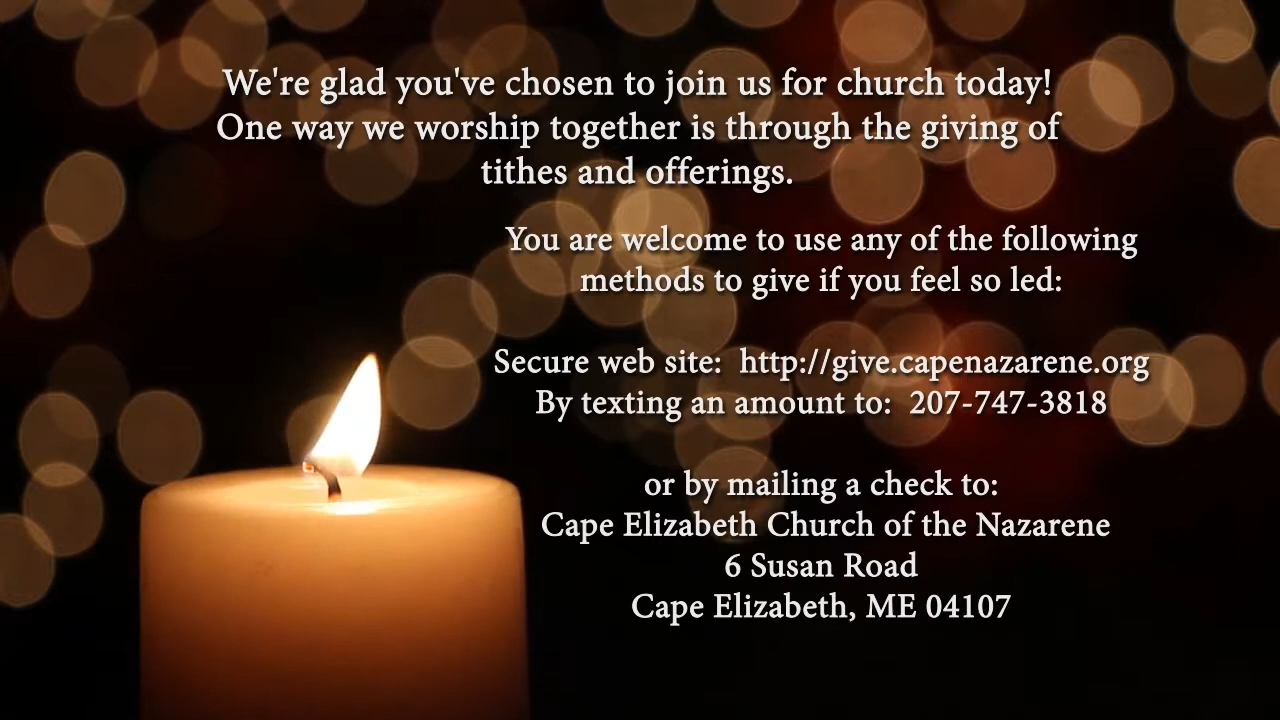 We're glad you've chosen to join us for church today!
One way we worship together is through the giving of
tithes and offerings.
You are welcome to use any of the following
methods to give if you feel so led:
Secure web site:  http://give.capenazarene.org
By texting an amount to:  207-747-3818
or by mailing a check to:
Cape Elizabeth Church of the Nazarene
6 Susan Road
Cape Elizabeth, ME 04107